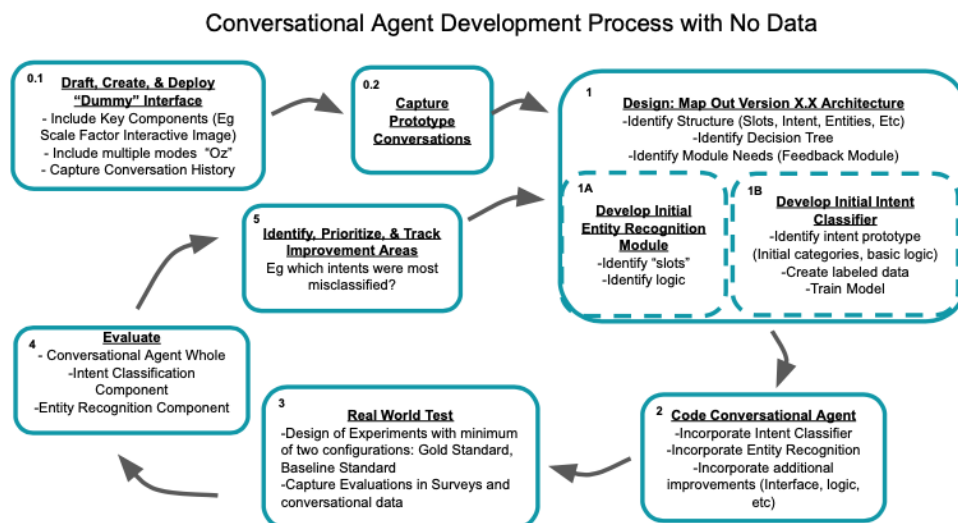 Conversational Agent Development Process with No Data
0.1
Draft, Create, & Deploy
“Dummy” Interface
- Include Key Components (Eg
Scale Factor Interactive Image)
- Include multiple modes “Oz”
- Capture Conversation History
0.2
Capture
Prototype
Conversations
1
Design: Map Out Version X.X Architecture
-Identify Structure (Slots, Intent, Entities, Etc)
-Identify Decision Tree
-Identify Module Needs (Feedback Module)
1A
Develop Initial
Entity Recognition
Module
-Identify “slots”
-Identify logic
1B
Develop Initial Intent
Classifier
-Identify intent prototype
(Initial categories, basic logic)
-Create labeled data
-Train Model
2
Code Conversational Agent
-Incorporate Intent Classifier
-Incorporate Entity Recognition
-Incorporate additional
improvements (Interface, logic,
etc)
3
Real World Test
-Design of Experiments with minimum
of two configurations: Gold Standard,
Baseline Standard
-Capture Evaluations in Surveys and
conversational data
4
Evaluate
- Conversational Agent Whole
-Intent Classification
Component
-Entity Recognition Component
5
Identify, Prioritize, & Track
Improvement Areas
Eg which intents were most
misclassified?